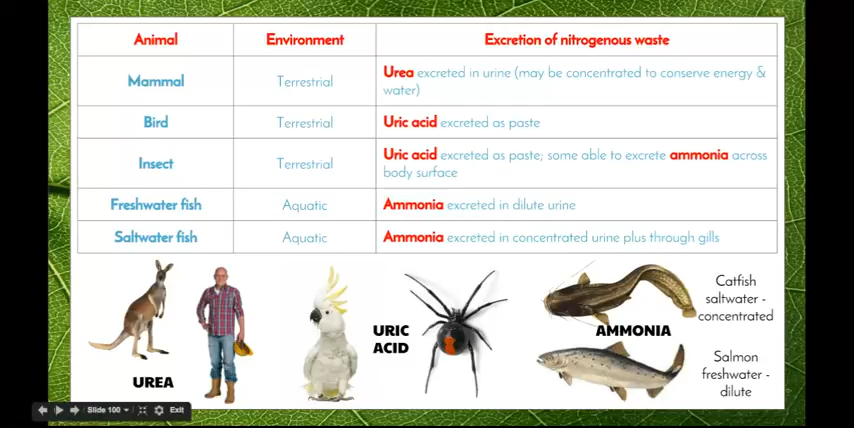 Animal Environment Excretion of nitrogenous waste
Mammal Terrestrial Urea excreted in urine (may be concentrated to conserve energy &
water)
Bird Terrestrial Uric acid excreted as paste
Insect Terrestrial Uric acid excreted as paste; some able to excrete ammonia across
body surface
Freshwater fish Aquatic Ammonia excreted in dilute urine
Saltwater fish Aquatic Ammonia excreted in concentrated urine plus through gills
UREA
URIC
ACID
AMMONIA
Catfish
saltwater -
concentrated
Salmon
freshwater -
dilute
Slide 100 Exit